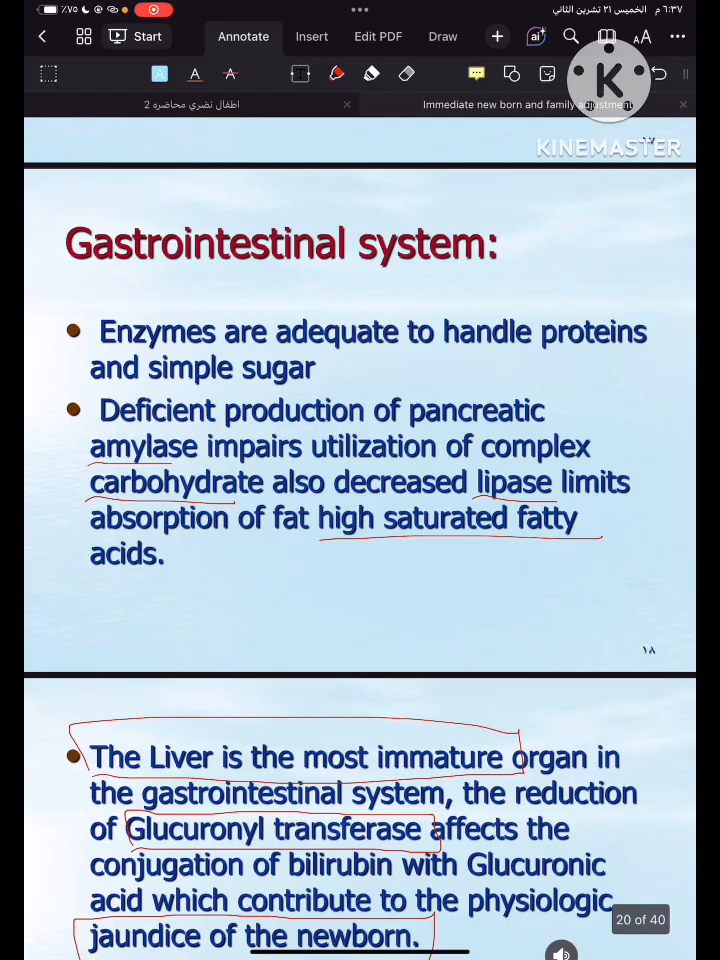 ٪٧٥
٦:٣٧ م الخميس ٢١ تشرين الثاني
Start
Annotate
Insert
Edit PDF
Draw
ai
AA
T
A
A
A
K
اطفال نضري محاضره 2
Immediate new born and family adjustment
١٧
KINEMASTER
Gastrointestinal system:
Enzymes are adequate to handle proteins
and simple sugar
Deficient production of pancreatic
amylase impairs utilization of complex
carbohydrate also decreased lipase limits
absorption of fat high saturated fatty
acids.
١٨
The Liver is the most immature organ in
the gastrointestinal system, the reduction
of Glucuronyl transferase affects the
conjugation of bilirubin with Glucuronic
acid which contribute to the physiologic
jaundice of the newborn.
20 of 40